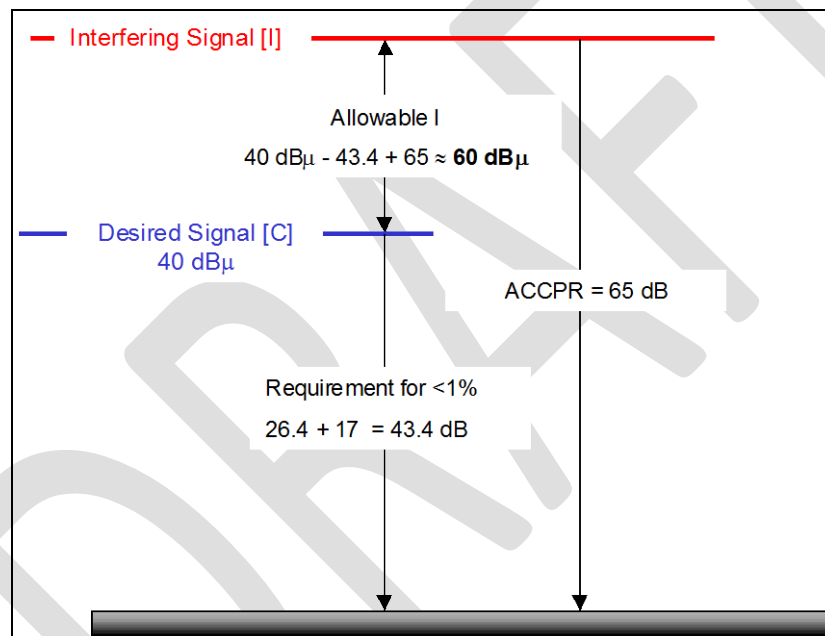 Interfering Signal [I]
Allowable I
40 dBμ - 43.4 + 65 ≈ 60 dBμ
Desired Signal [C]
40 dBμ
ACCPR = 65 dB
Requirement for <1%
26.4 + 17 = 43.4 dB
DRAFT